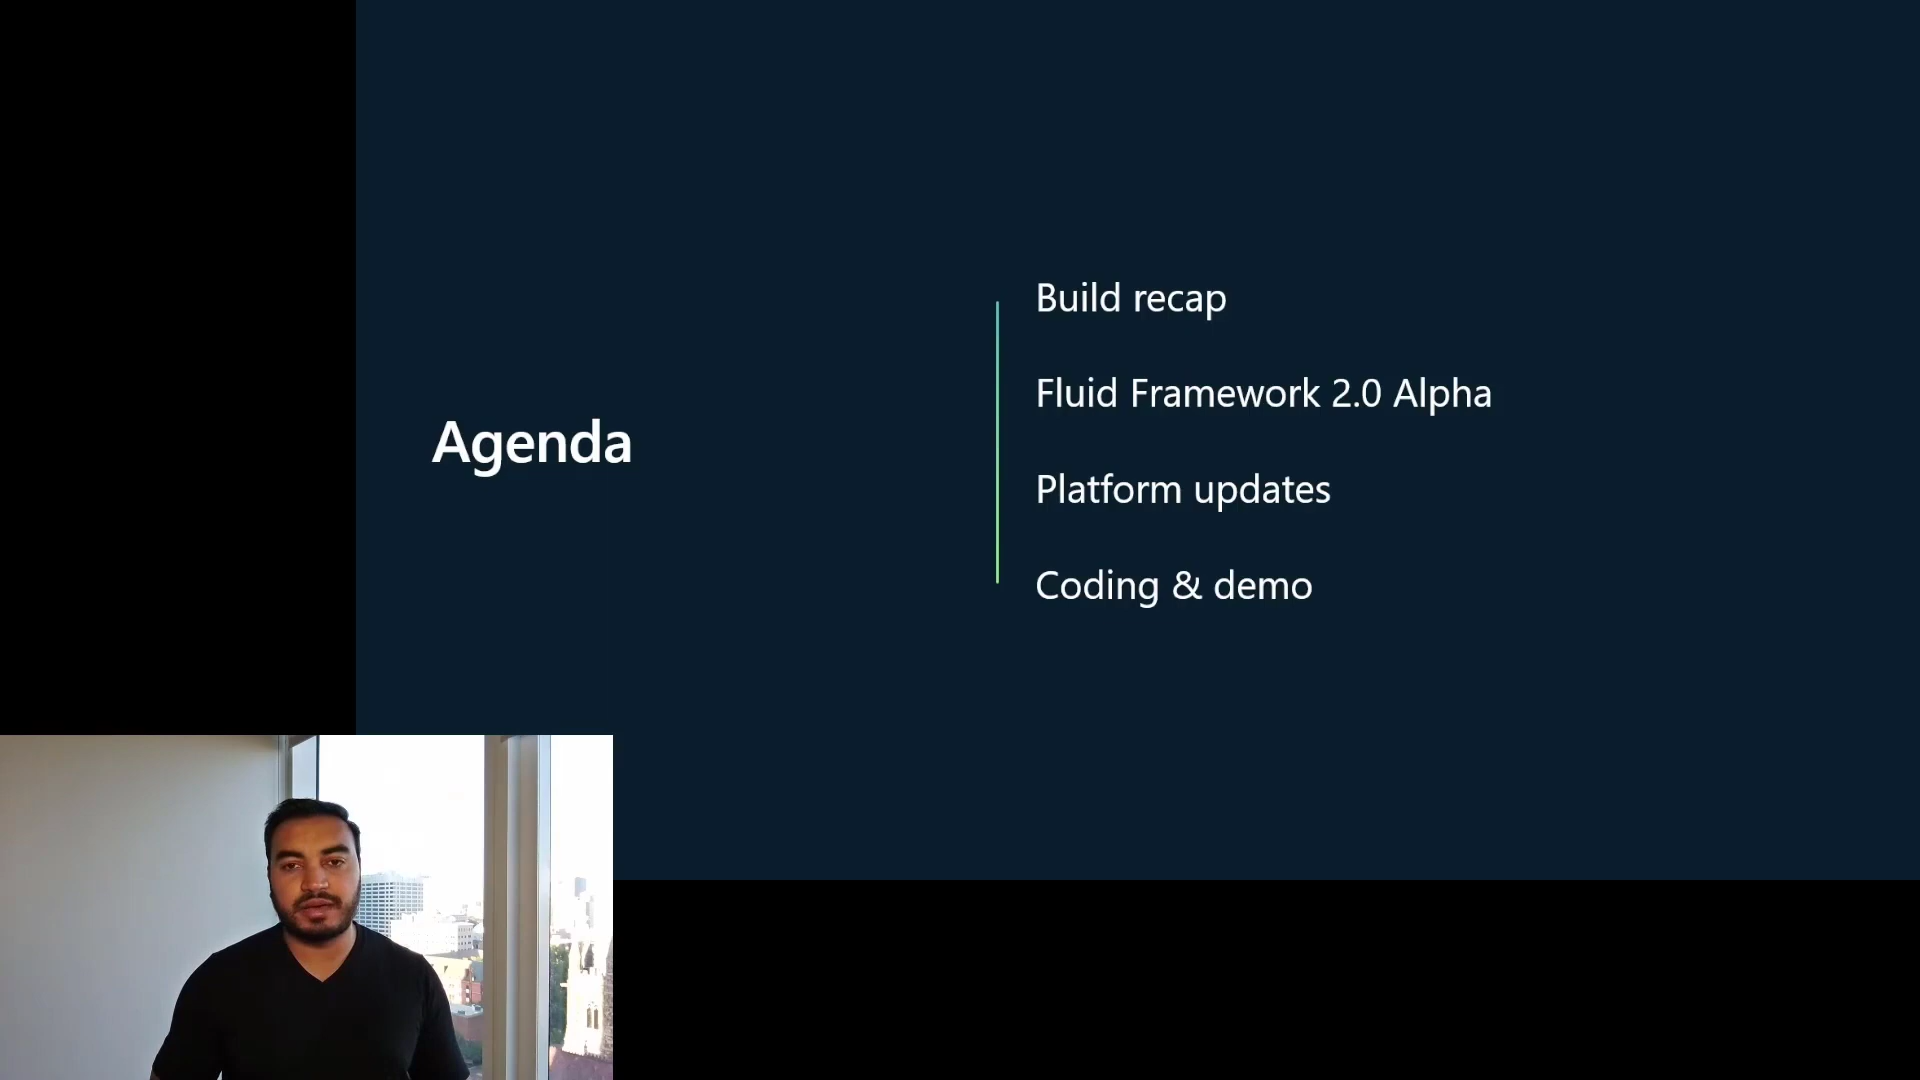 Agenda
Build recap
Fluid Framework 2.0 Alpha
Platform updates
Coding & demo